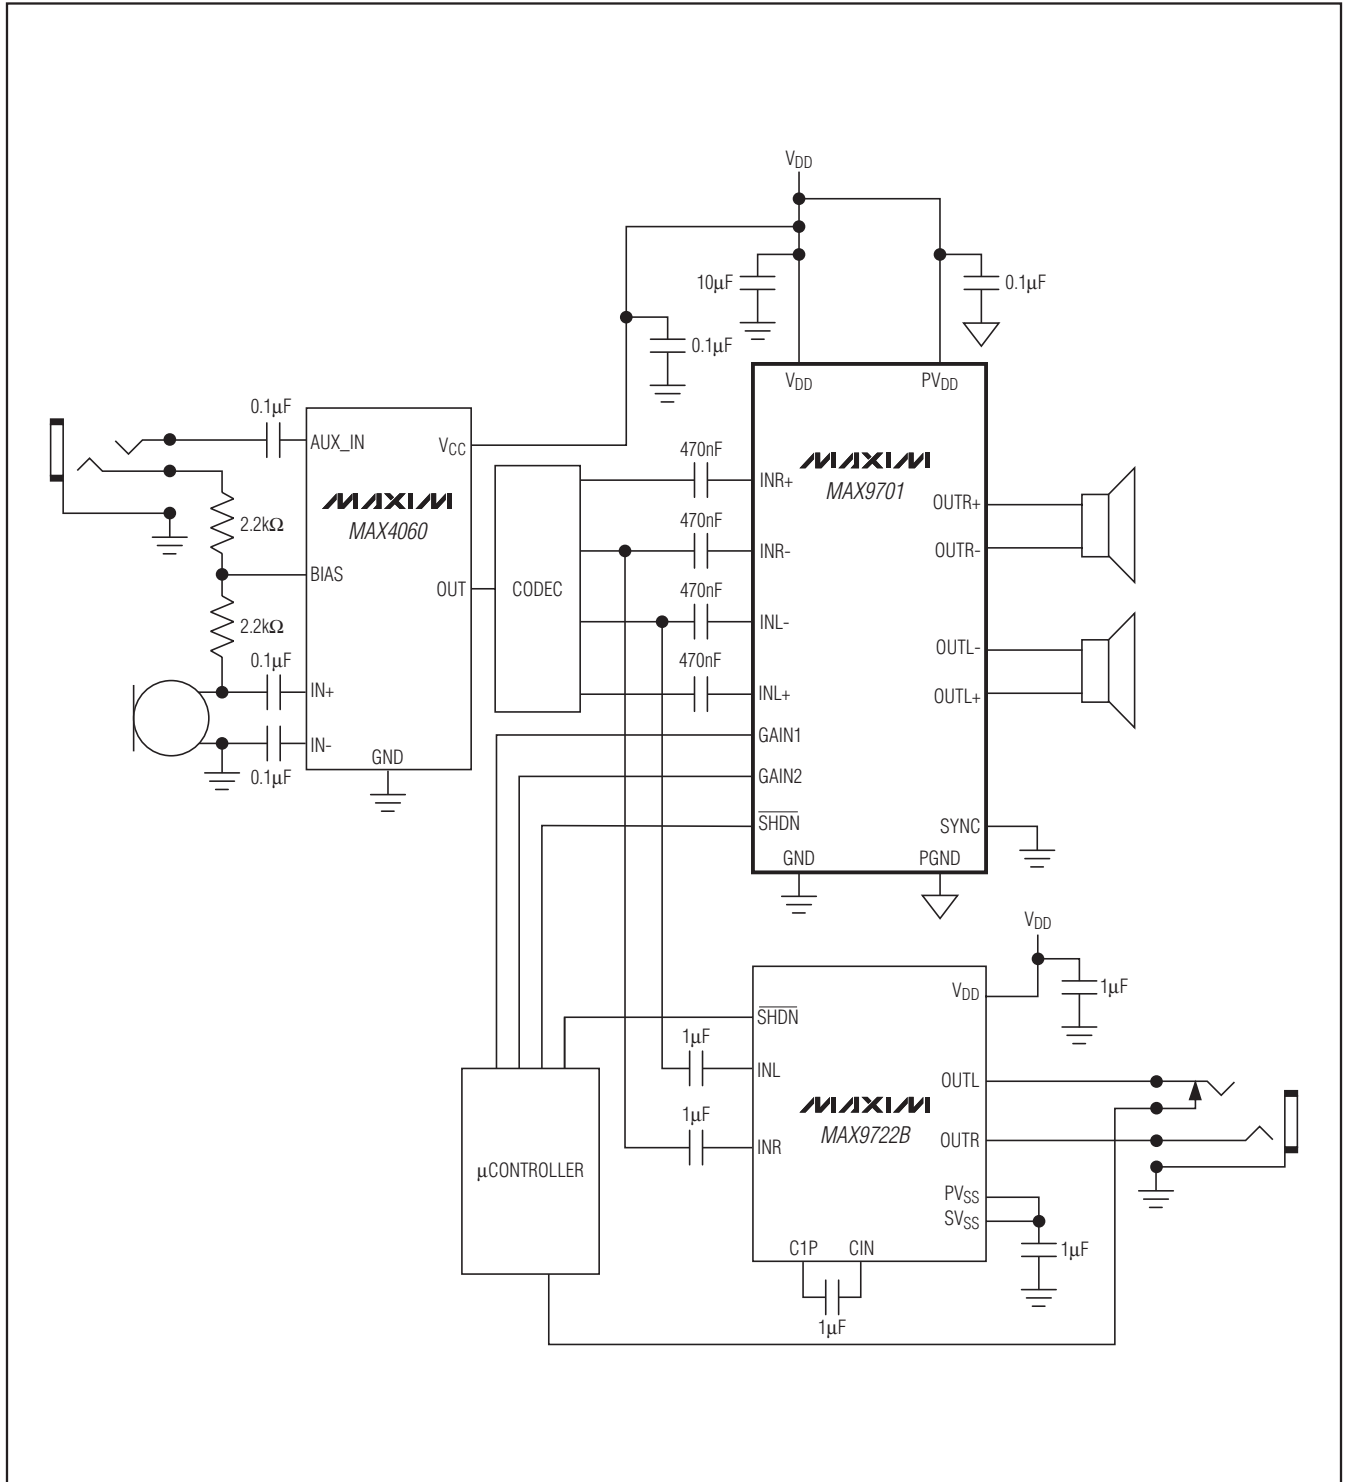 VDD
10µF
0.1µF
0.1µF
VDD
PVDD
0.1µF
AUX_IN
VCC
MAXIM
MAX4060
2.2kΩ
BIAS
OUT
2.2kΩ
0.1µF
IN+
IN-
0.1µF
GND
CODEC
470nF
470nF
470nF
470nF
INR+
INR-
INL-
INL+
GAIN1
GAIN2
SHDN
MAXIM
MAX9701
OUTR+
OUTR-
OUTL-
OUTL+
SYNC
GND
PGND
VDD
1µF
VDD
SHDN
1µF
INL
1µF
INR
MAXIM
MAX9722B
OUTL
OUTR
PVSS
SVSS
1µF
C1P
CIN
1µF
µCONTROLLER